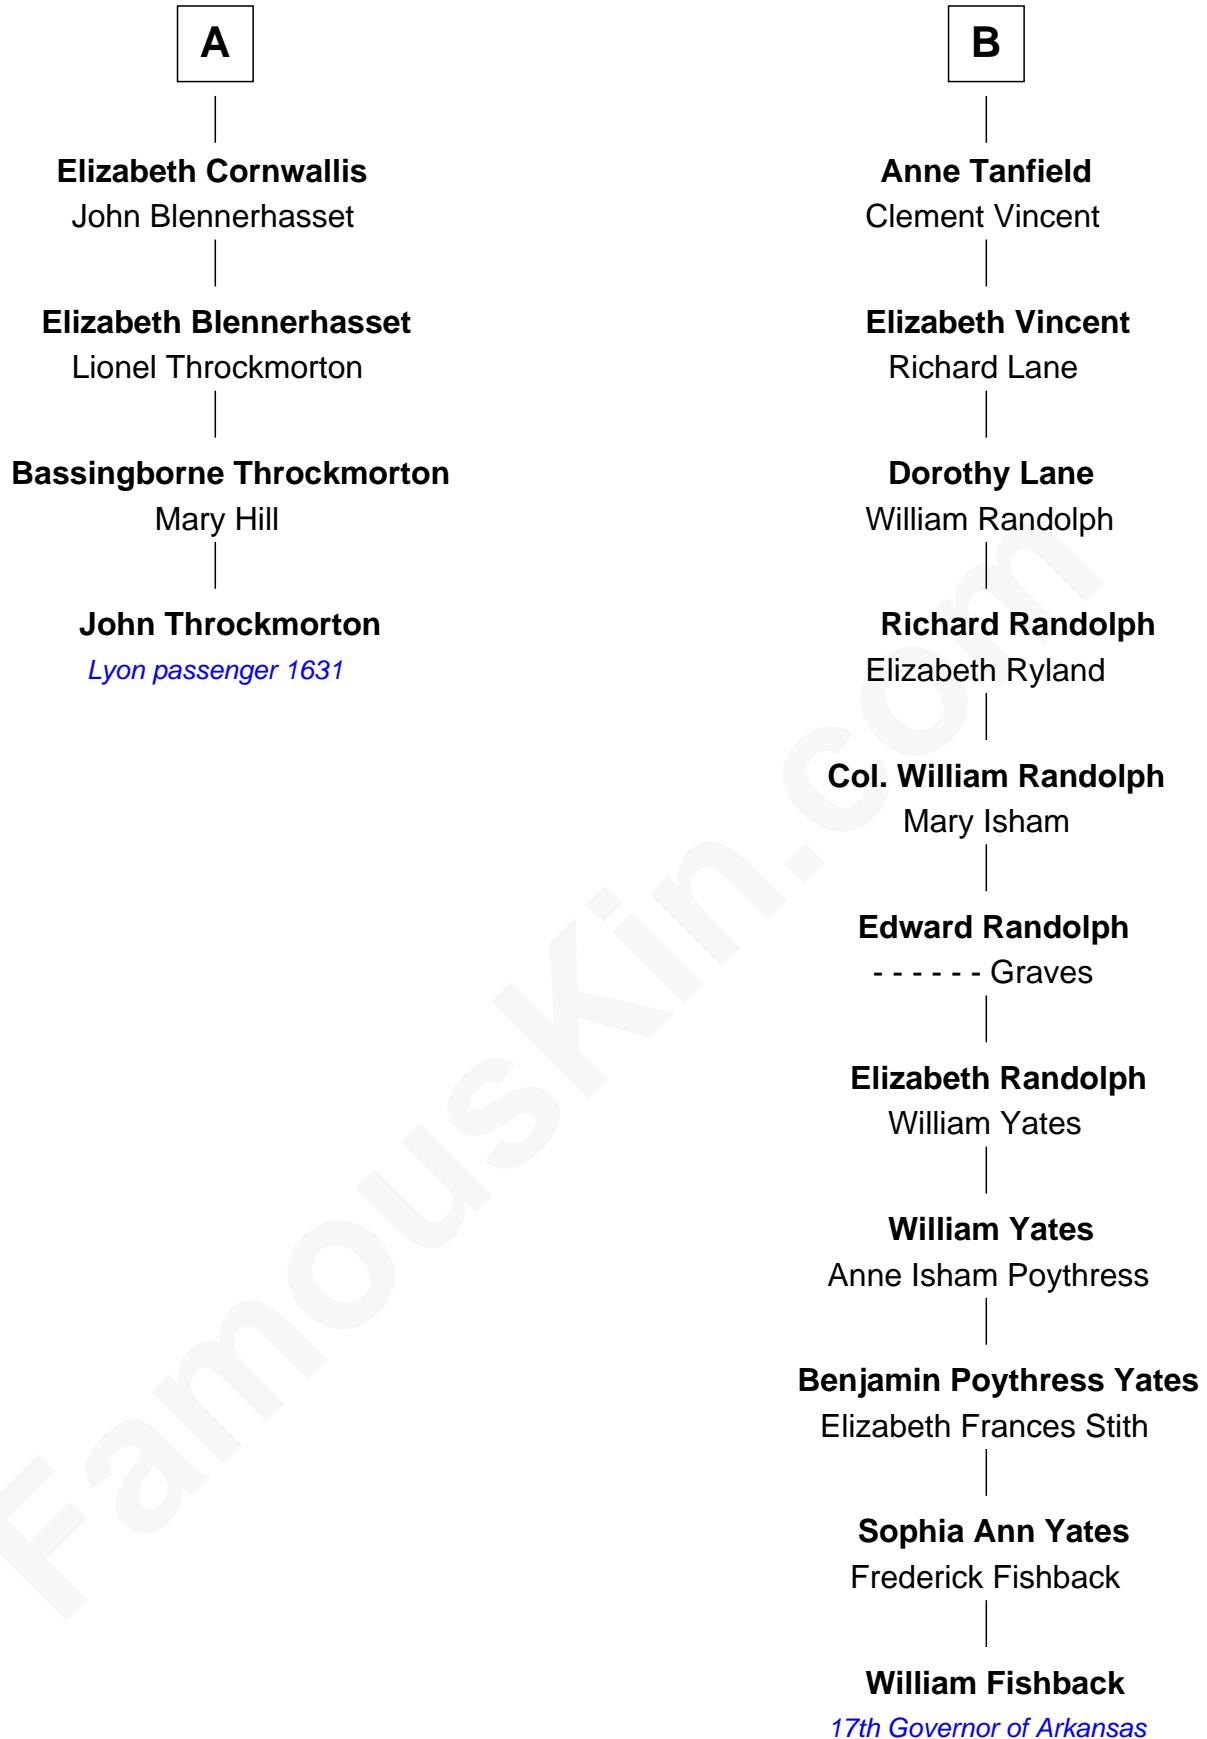 A
Elizabeth Cornwallis
John Blennerhasset
Elizabeth Blennerhasset
Lionel Throckmorton
Bassingborne Throckmorton
Mary Hill
John Throckmorton
Lyon passenger 1631
B
Anne Tanfield
Clement Vincent
Elizabeth Vincent
Richard Lane
Dorothy Lane
William Randolph
Richard Randolph
Elizabeth Ryland
Col. William Randolph
Mary Isham
Edward Randolph
- - - - - - Graves
Elizabeth Randolph
William Yates
William Yates
Anne Isham Poythress
Benjamin Poythress Yates
Elizabeth Frances Stith
Sophia Ann Yates
Frederick Fishback
William Fishback
17th Governor of Arkansas
FamousKin.com